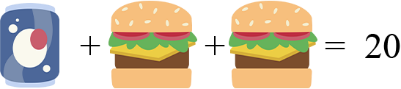 + + = 20